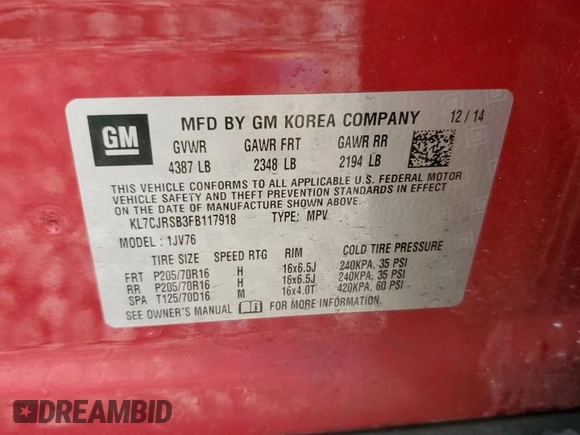 GM
MFD BY GM KOREA COMPANY 12/14
GVWR GAWR FRT GAWR RR
4387 LB 2348 LB 2194 LB
THIS VEHICLE CONFORMS TO ALL APPLICABLE U.S. FEDERAL MOTOR
VEHICLE SAFETY AND THEFT PREVENTION STANDARDS IN EFFECT
ON THE DATE OF MANUFACTURE SHOWN ABOVE.
KL7CJRSB3FB117918 TYPE: MPV
MODEL: 1JV76
TIRE SIZE SPEED RTG RIM COLD TIRE PRESSURE
FRT P205/70R16 H 16x6.5J 240KPA, 35 PSI
RR P205/70R16 H 16x6.5J 240KPA, 35 PSI
SPA T125/70D16 M 16x4.0T 420KPA, 60 PSI
SEE OWNER'S MANUAL FOR MORE INFORMATION.
DREAMBID